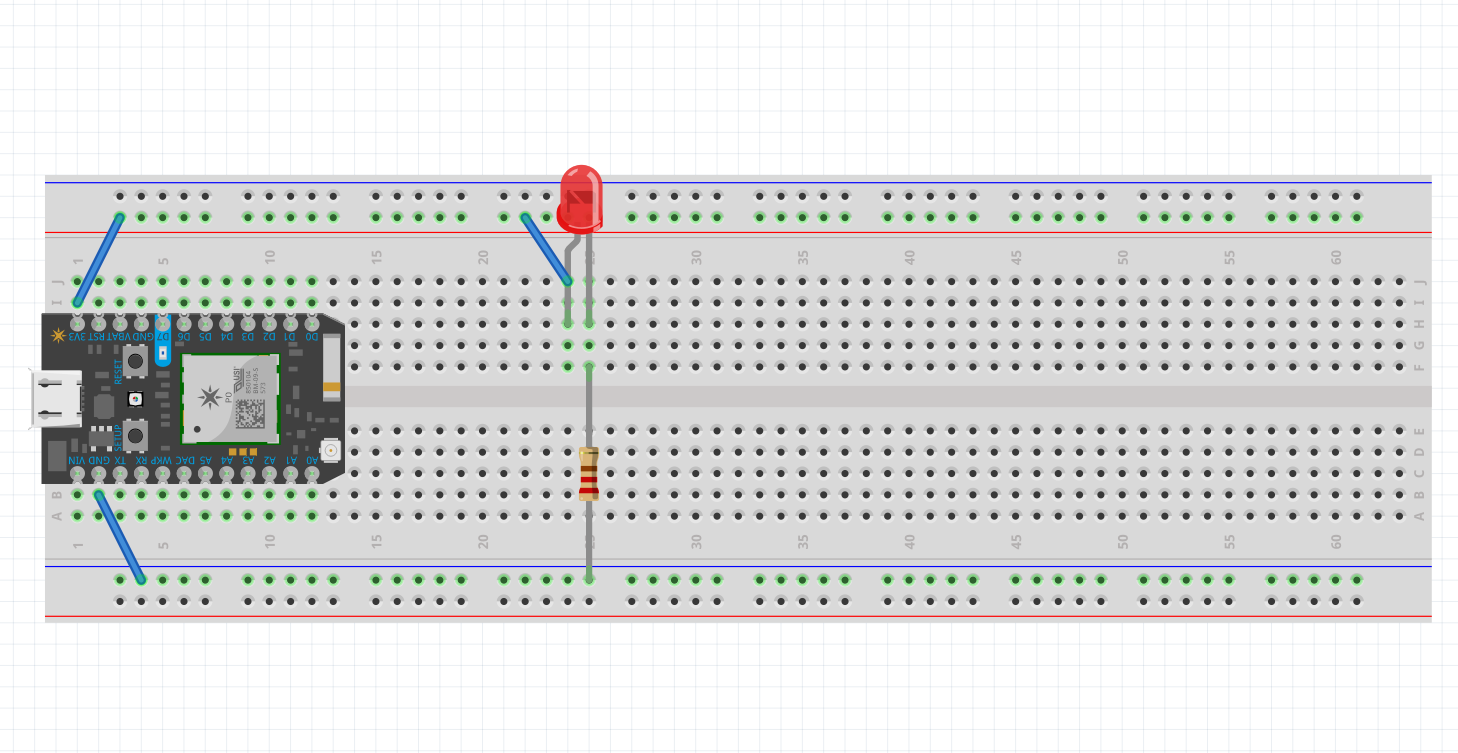 1 5 10 15 20 25 30 35 40 45 50 55 60
J J
I I
H
G
F
3V3 RST VBAT GND D7 D6 D5 D4 D3 D2 D1 D0
RESET
P0
SETUP
VIN GND TX RX WKP DAC A5 A4 A3 A2 A1 A0
E
D
C
B B
A A
1 5 10 15 20 25 30 35 40 45 50 55 60